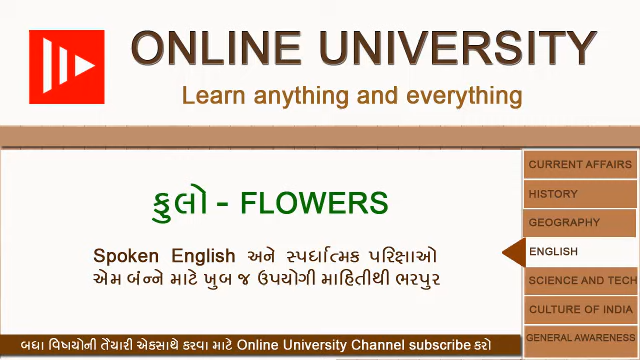 ONLINE UNIVERSITY
Learn anything and everything
ફુલો - FLOWERS
Spoken English અને સ્પર્ધાત્મક પરિક્ષાઓ
એમ બંન્ને માટે ખુબ જ ઉપયોગી માહિતીથી ભરપુર
CURRENT AFFAIRS
HISTORY
GEOGRAPHY
ENGLISH
SCIENCE AND TECH
CULTURE OF INDIA
GENERAL AWARENESS
બધા વિષયોની તૈયારી એકસાથે કરવા માટે Online University Channel subscribe કરો